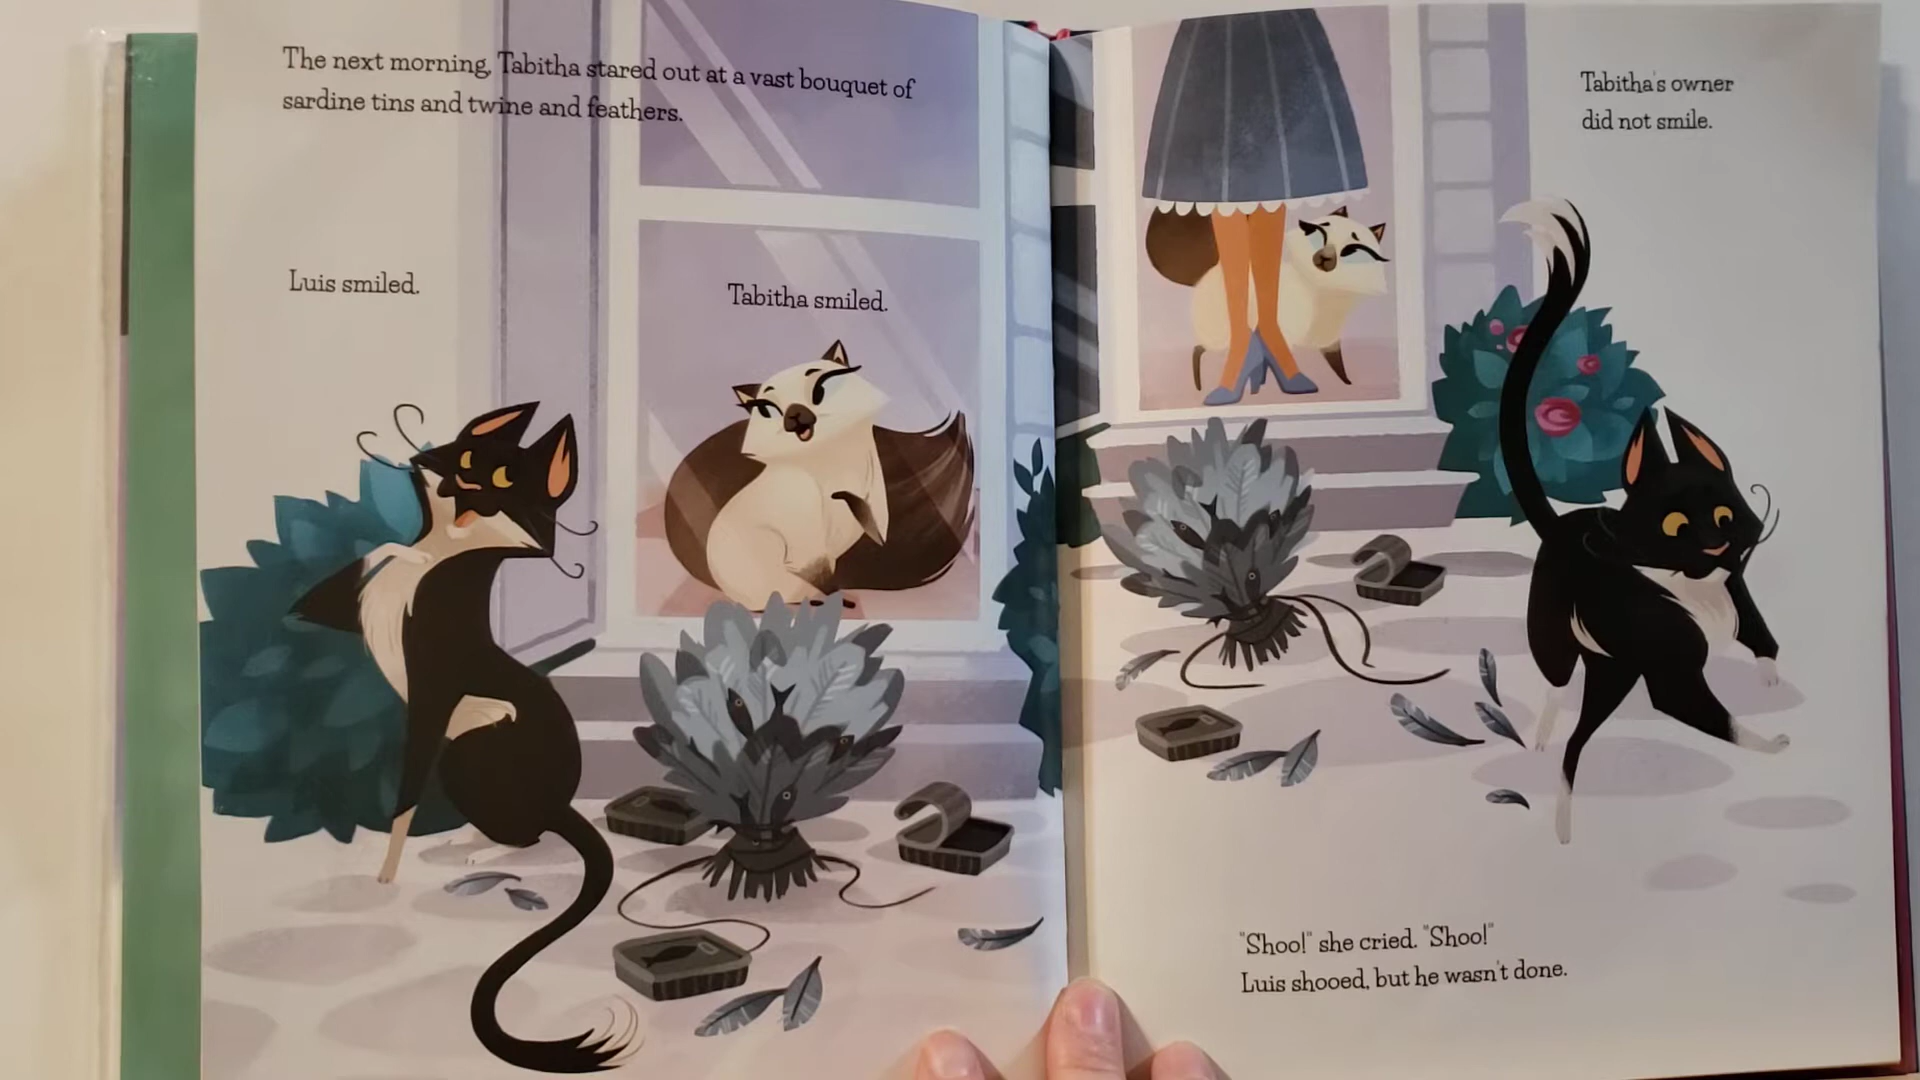 The next morning, Tabitha stared out at a vast bouquet of
sardine tins and twine and feathers.
Luis smiled.
Tabitha smiled.
Tabitha's owner
did not smile.
"Shoo!" she cried. "Shoo!"
Luis shooed, but he wasn't done.